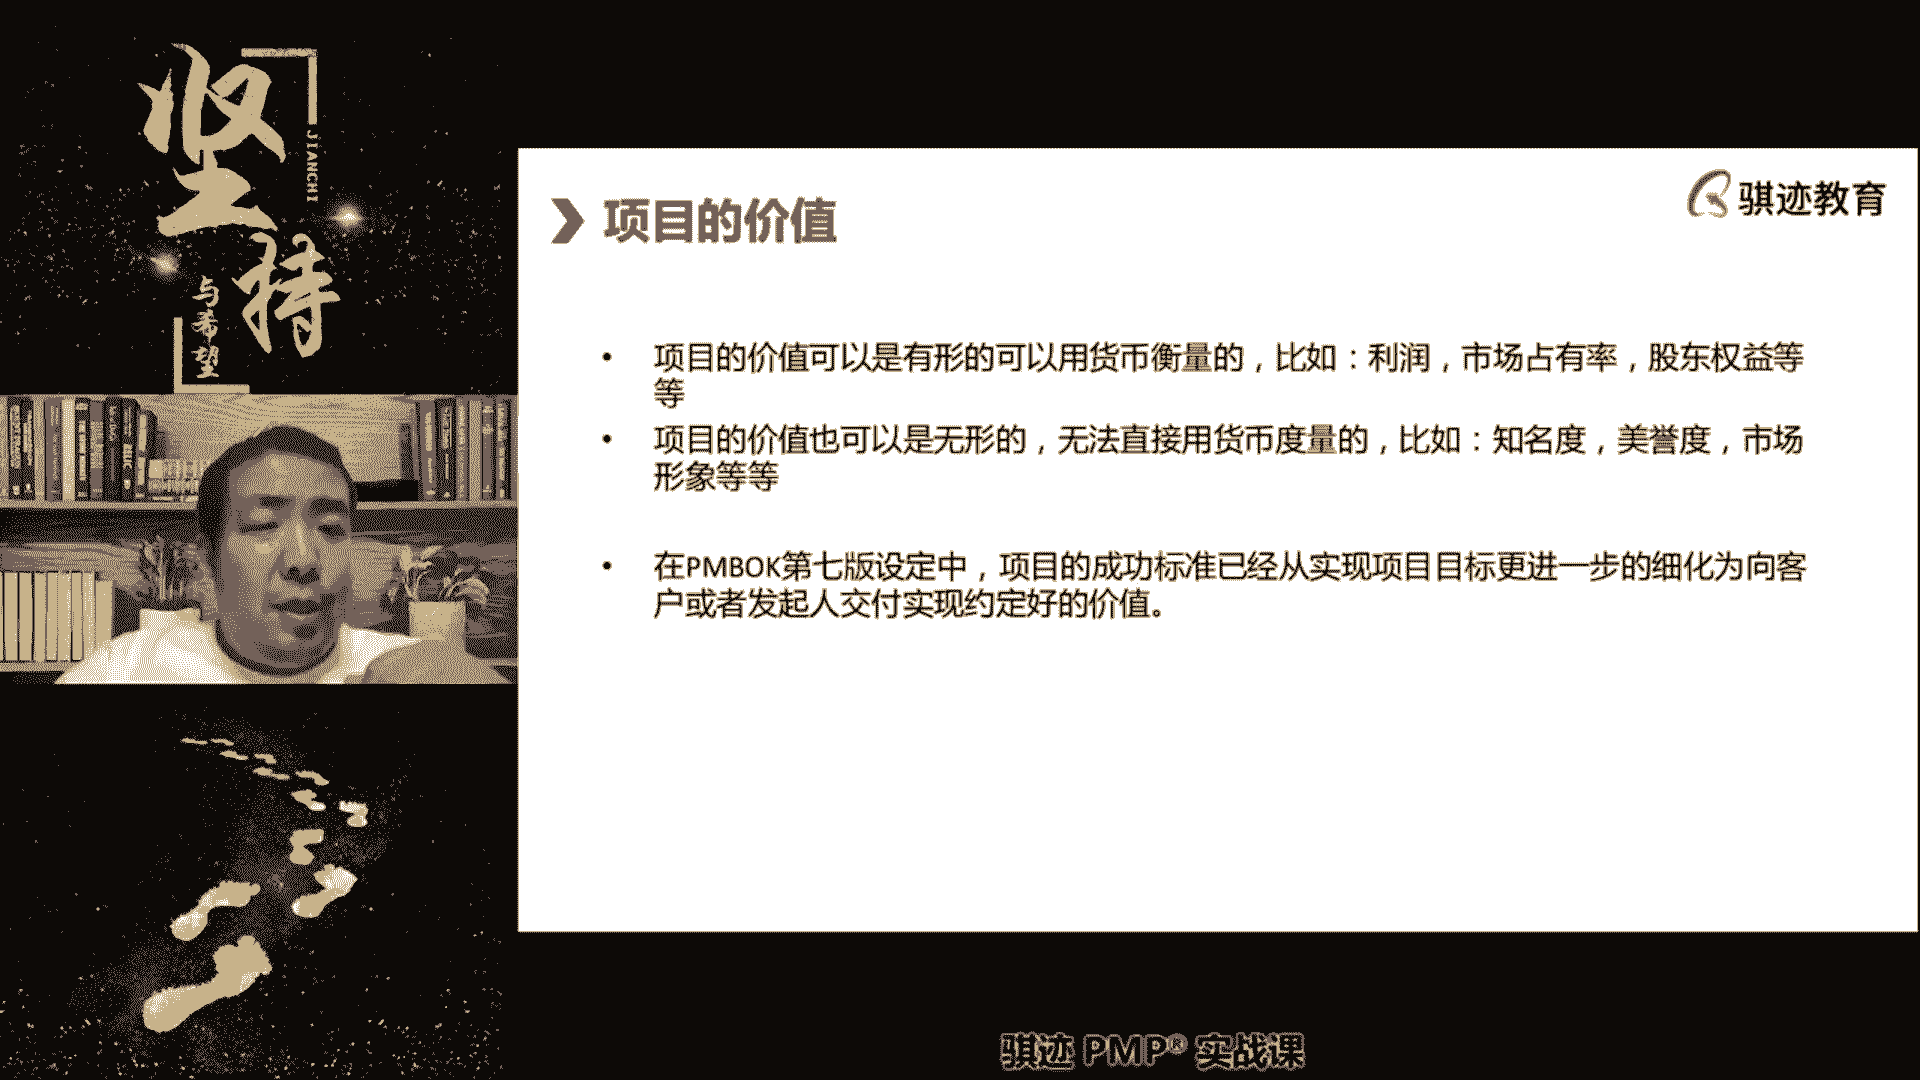 坚持
JIANCHI
与希望
骐迹教育
项目的价值
• 项目的价值可以是有形的可以用货币衡量的，比如：利润，市场占有率，股东权益等
等
• 项目的价值也可以是无形的，无法直接用货币度量的，比如：知名度，美誉度，市场
形象等等
• 在PMBOK第七版设定中，项目的成功标准已经从实现项目目标更进一步的细化为向客
户或者发起人交付实现约定好的价值。
骐迹 PMP® 实战课